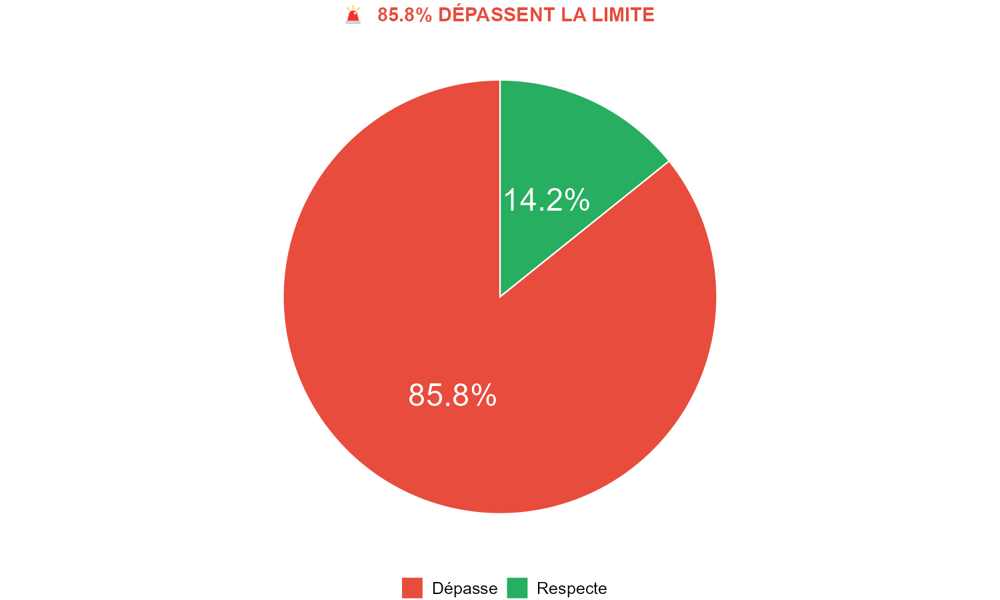 🚨 85.8% DÉPASSENT LA LIMITE
14.2%
85.8%
Dépasse Respecte